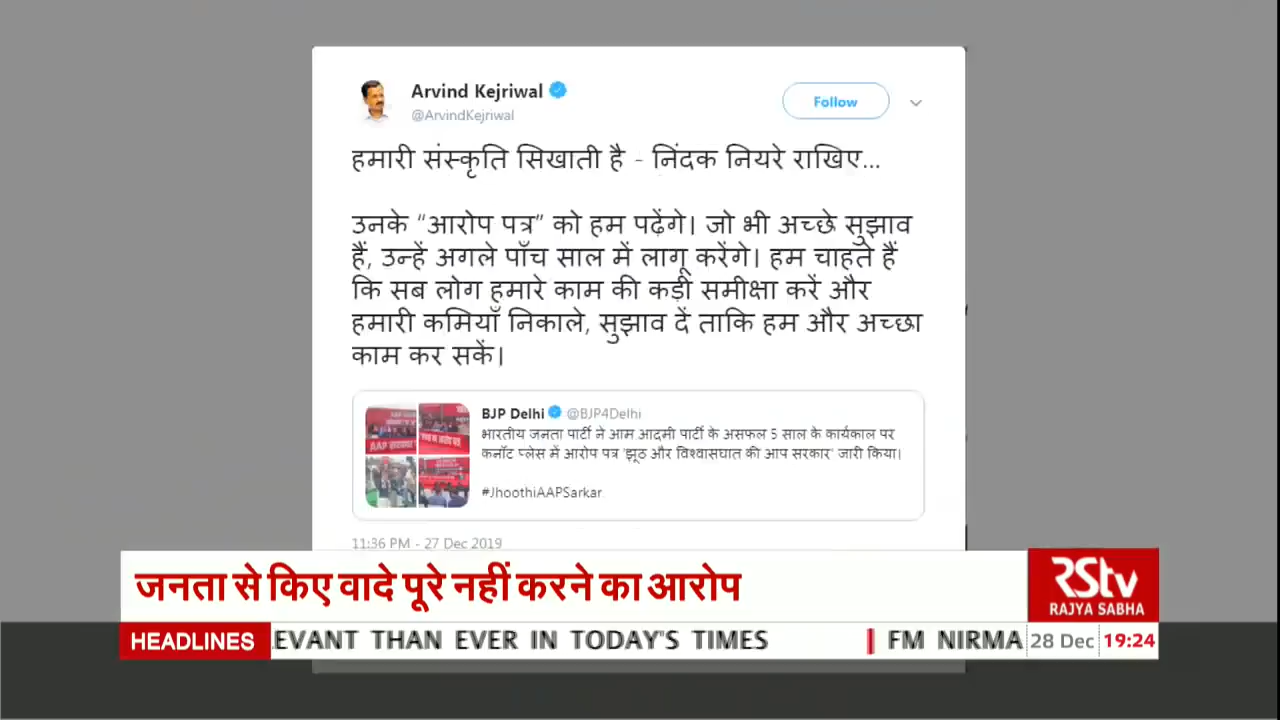 Arvind Kejriwal
@ArvindKejriwal
Follow
हमारी संस्कृति सिखाती है - निंदक नियरे राखिए...
उनके “आरोप पत्र” को हम पढ़ेंगे। जो भी अच्छे सुझाव
हैं, उन्हें अगले पाँच साल में लागू करेंगे। हम चाहते हैं
कि सब लोग हमारे काम की कड़ी समीक्षा करें और
हमारी कमियाँ निकाले, सुझाव दें ताकि हम और अच्छा
काम कर सकें।
BJP Delhi @BJP4Delhi
भारतीय जनता पार्टी ने आम आदमी पार्टी के असफल 5 साल के कार्यकाल पर
कनॉट प्लेस में आरोप पत्र 'झूठ और विश्वासघात की आप सरकार' जारी किया।
#JhoothiAAPSarkar
11:36 PM - 27 Dec 2019
जनता से किए वादे पूरे नहीं करने का आरोप
RStv
RAJYA SABHA
HEADLINES
EVANT THAN EVER IN TODAY'S TIMES
FM NIRMA
28 Dec
19:24